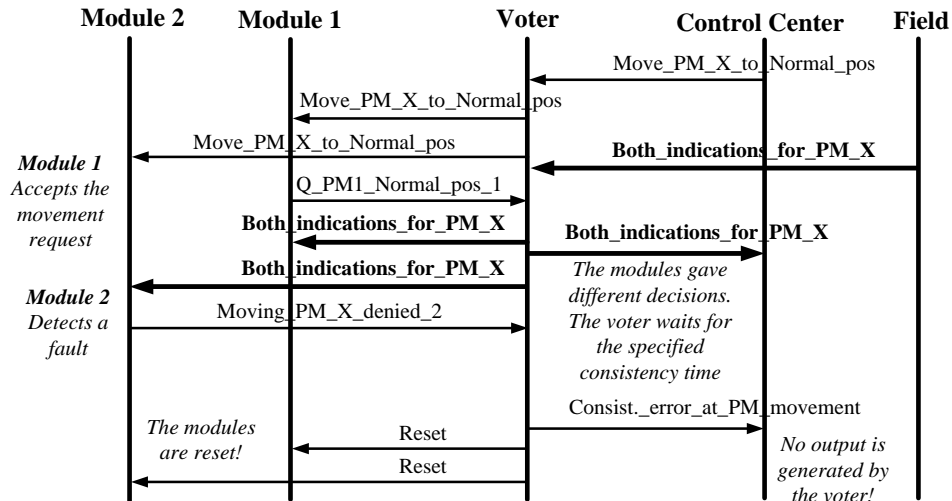 Module 2 Module 1 Voter Control Center Field
Move_PM_X_to_Normal_pos
Move_PM_X_to_Normal_pos
Move_PM_X_to_Normal_pos
Both_indications_for_PM_X
Module 1
Accepts the
movement
request
Q_PM1_Normal_pos_1
Both_indications_for_PM_X
Both_indications_for_PM_X
Both_indications_for_PM_X
The modules gave
different decisions.
The voter waits for
the specified
consistency time
Module 2
Detects a
fault
Moving_PM_X_denied_2
Consist._error_at_PM_movement
The modules
are reset!
Reset
Reset
No output is
generated by
the voter!